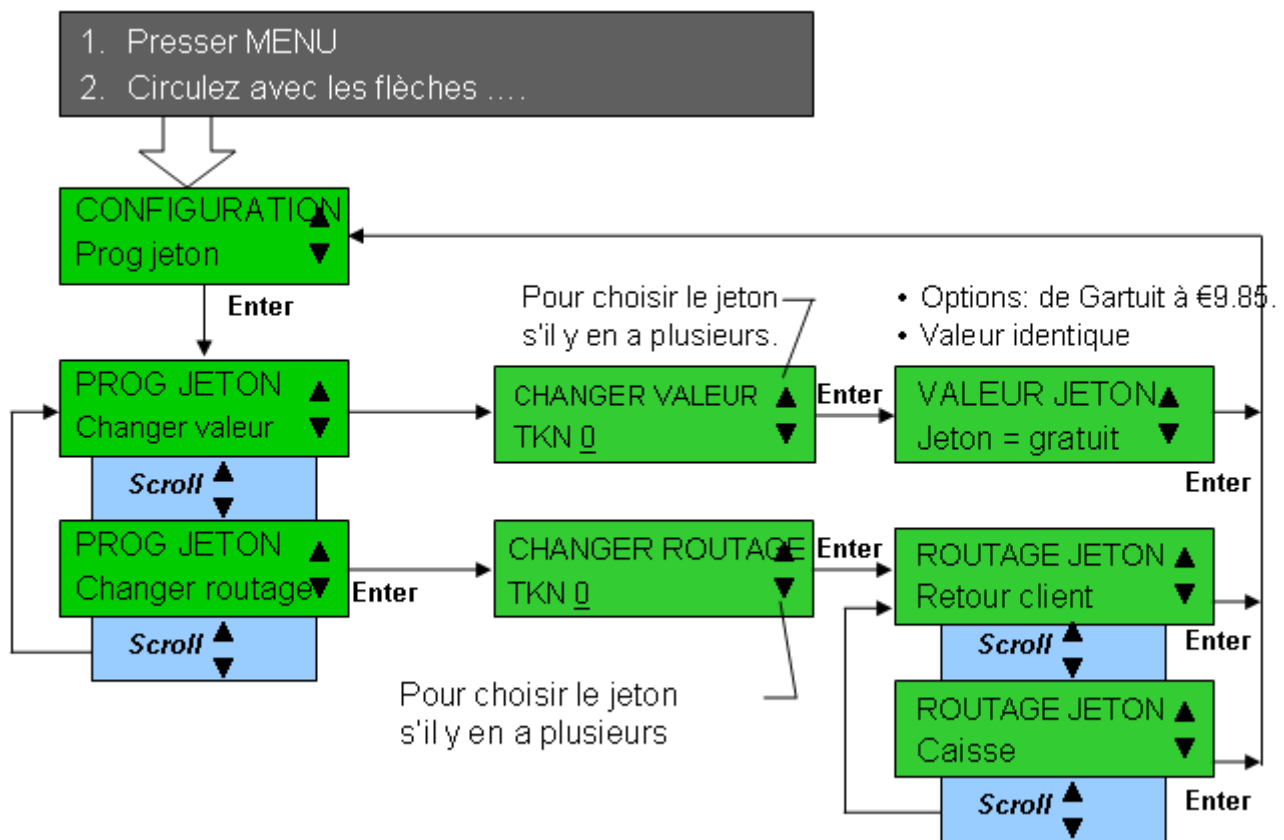 1. Presser MENU
2. Circulez avec les flèches ....
CONFIGURATION
Prog jeton
Enter
Pour choisir le jeton
s'il y en a plusieurs.
• Options: de Gartuit à €9.85.
• Valeur identique
PROG JETON
Changer valeur
CHANGER VALEUR
TKN 0
Enter
VALEUR JETON
Jeton = gratuit
Enter
Scroll
PROG JETON
Changer routage
Enter
CHANGER ROUTAGE
TKN 0
Enter
ROUTAGE JETON
Retour client
Enter
Scroll
Scroll
Pour choisir le jeton
s'il y en a plusieurs
ROUTAGE JETON
Caisse
Enter
Scroll